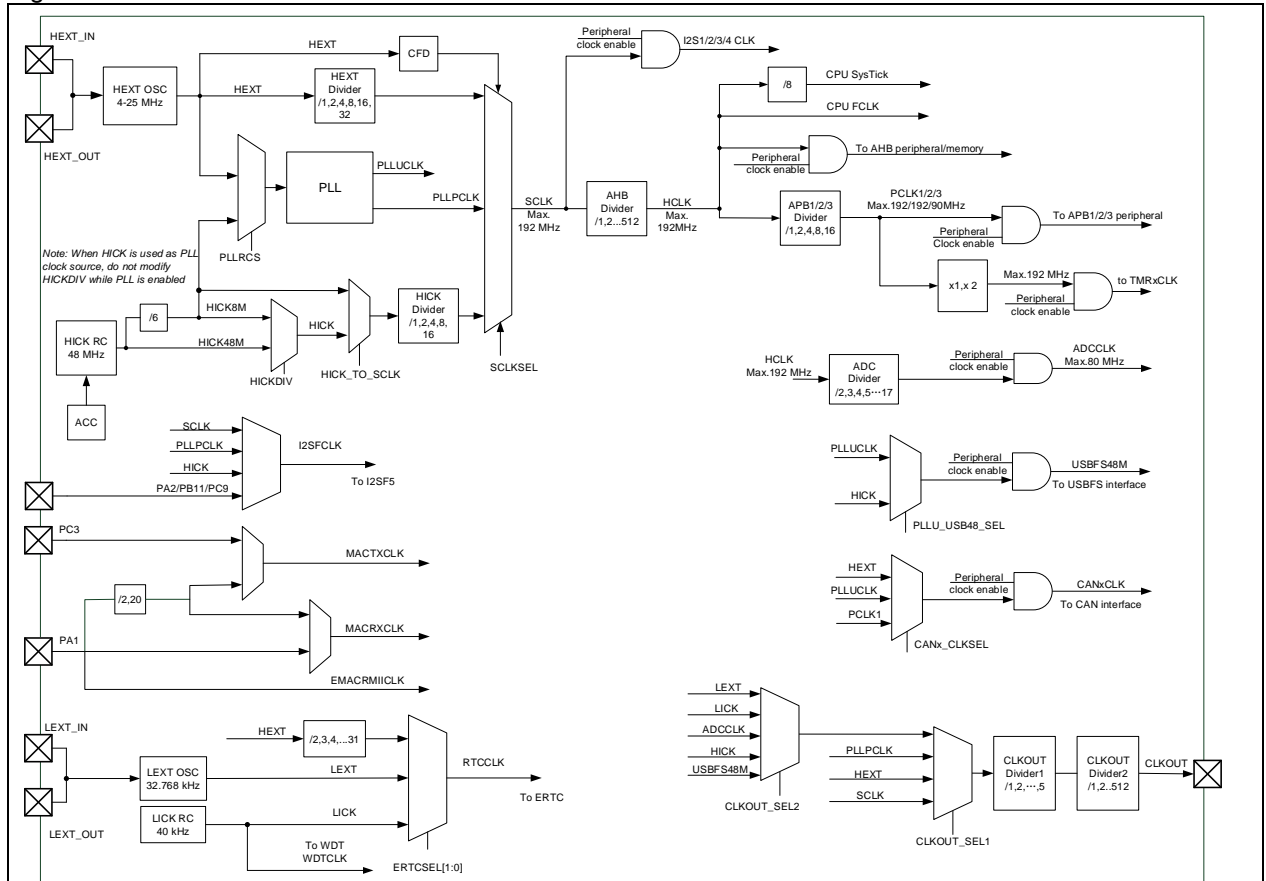 HEXT_IN
HEXT_OUT
HEXT OSC
4-25 MHz
HEXT
CFD
HEXT
HEXT
Divider
/1,2,4,8,16,
32
PLL
PLLUCLK
PLLPCLK
PLLRCS
Note: When HICK is used as PLL
clock source, do not modify
HICKDIV while PLL is enabled
/6
HICK8M
HICK RC
48 MHz
HICK48M
HICKDIV
HICK
HICK_TO_SCLK
HICK
Divider
/1,2,4,8,
16
SCLKSEL
ACC
SCLK
Max.
192 MHz
Peripheral
clock enable
I2S1/2/3/4 CLK
AHB
Divider
/1,2...512
HCLK
Max.
192MHz
/8
CPU SysTick
CPU FCLK
Peripheral
clock enable
To AHB peripheral/memory
APB1/2/3
Divider
/1,2,4,8,16
PCLK1/2/3
Max.192/192/90MHz
Peripheral
Clock enable
To APB1/2/3 peripheral
x1,x 2
Max.192 MHz
Peripheral
clock enable
to TMRxCLK
HCLK
Max.192 MHz
ADC
Divider
/2,3,4,5···17
Peripheral
clock enable
ADCCLK
Max.80 MHz
SCLK
PLLPCLK
HICK
PA2/PB11/PC9
I2SFCLK
To I2SF5
PLLUCLK
HICK
PLLU_USB48_SEL
Peripheral
clock enable
USBFS48M
To USBFS interface
PC3
MACTXCLK
/2,20
PA1
MACRXCLK
EMACRMIICLK
HEXT
PLLUCLK
PCLK1
CANx_CLKSEL
Peripheral
clock enable
CANxCLK
To CAN interface
LEXT_IN
LEXT_OUT
HEXT
/2,3,4,...31
LEXT OSC
32.768 kHz
LEXT
LICK RC
40 kHz
LICK
To WDT
WDTCLK
ERTCSEL[1:0]
RTCCLK
To ERTC
LEXT
LICK
ADCCLK
HICK
USBFS48M
CLKOUT_SEL2
PLLPCLK
HEXT
SCLK
CLKOUT_SEL1
CLKOUT
Divider1
/1,2,···,5
CLKOUT
Divider2
/1,2..512
CLKOUT